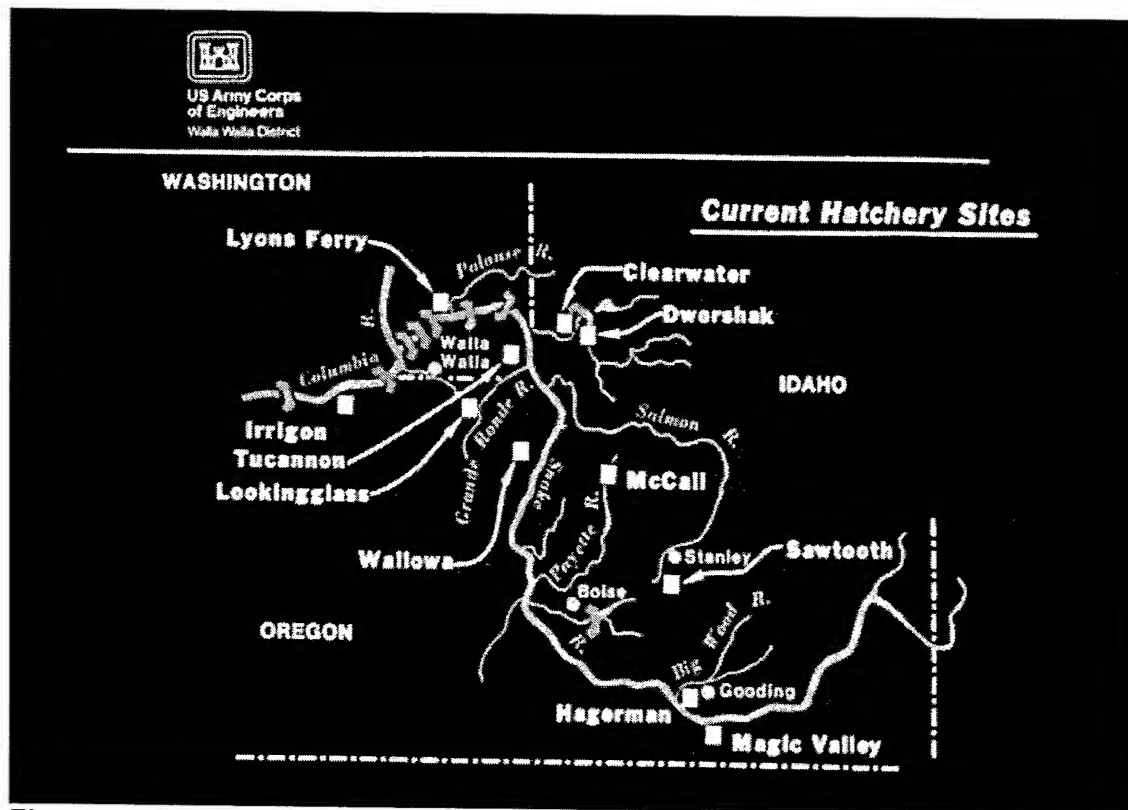 US Army Corps
of Engineers
Walla Walla District
WASHINGTON
Current Hatchery Sites
Lyons Ferry
Palouse R.
Clearwater
Dworshak
R.
Columbia
Walla
Walla
IDAHO
Irrigon
Tucannon
Lookingglass
Grande Ronde R.
Snake
Salmon R.
McCall
Wallowa
Payette R.
Stanley
Sawtooth
Boise
R.
OREGON
Big Wood R.
Gooding
Hagerman
Magic Valley